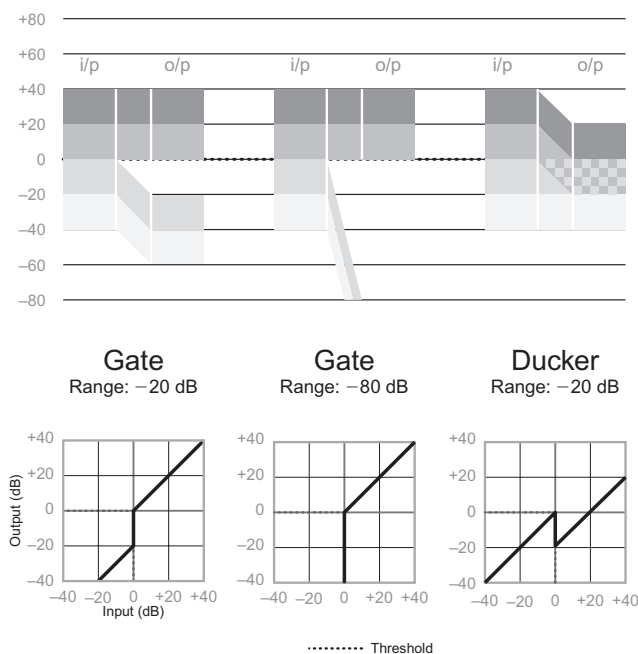 +80
+60
i/p o/p i/p o/p i/p o/p
+40
+20
0
−20
−40
−60
−80
Gate Gate Ducker
Range: −20 dB Range: −80 dB Range: −20 dB
+40 +40 +40
+20 +20 +20
0 0 0
−20 −20 −20
−40 −40 −40
Output (dB)
−40 −20 0 +20 +40 −40 −20 0 +20 +40 −40 −20 0 +20 +40
Input (dB)
Threshold